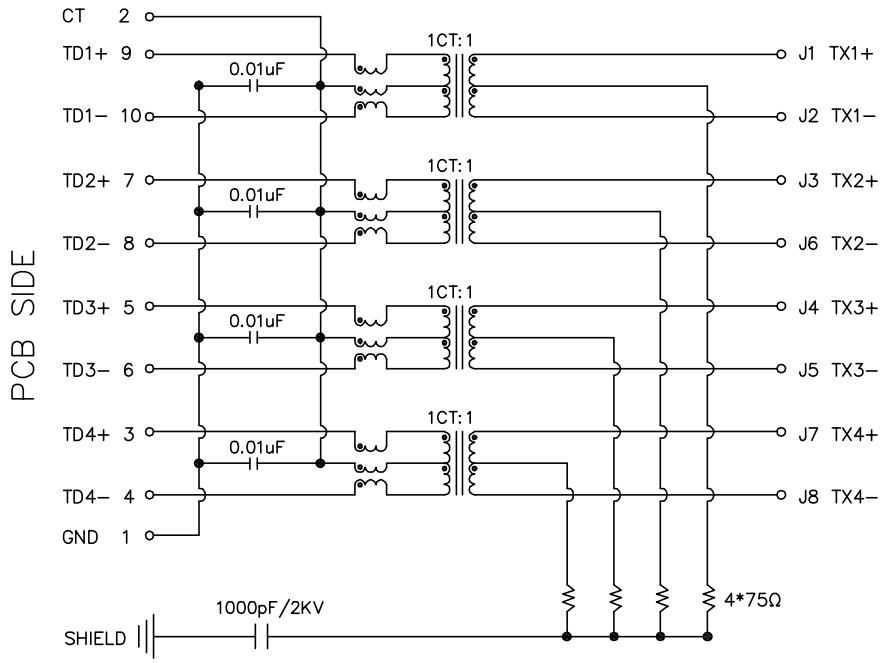 CT 2
1CT:1
TD1+ 9
J1 TX1+
0.01uF
TD1- 10
J2 TX1-
1CT:1
TD2+ 7
J3 TX2+
0.01uF
TD2- 8
J6 TX2-
PCB SIDE
1CT:1
TD3+ 5
J4 TX3+
0.01uF
TD3- 6
J5 TX3-
1CT:1
TD4+ 3
J7 TX4+
0.01uF
TD4- 4
J8 TX4-
GND 1
4*75Ω
1000pF/2KV
SHIELD